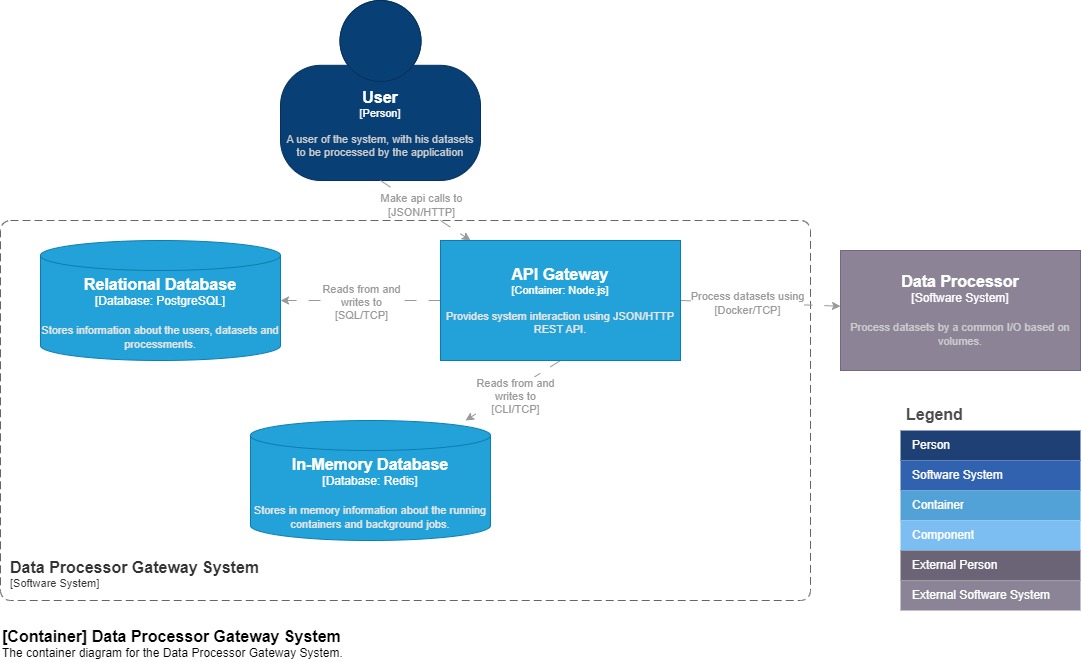 User
[Person]
A user of the system, with his datasets
to be processed by the application
Make api calls to
[JSON/HTTP]
Relational Database
[Database: PostgreSQL]
Stores information about the users, datasets and
processments.
Reads from and
writes to
[SQL/TCP]
API Gateway
[Container: Node.js]
Provides system interaction using JSON/HTTP
REST API.
Process datasets using
[Docker/TCP]
Data Processor
[Software System]
Process datasets by a common I/O based on
volumes.
Reads from and
writes to
[CLI/TCP]
In-Memory Database
[Database: Redis]
Stores in memory information about the running
containers and background jobs.
Legend
Person
Software System
Container
Component
External Person
External Software System
Data Processor Gateway System
[Software System]
[Container] Data Processor Gateway System
The container diagram for the Data Processor Gateway System.